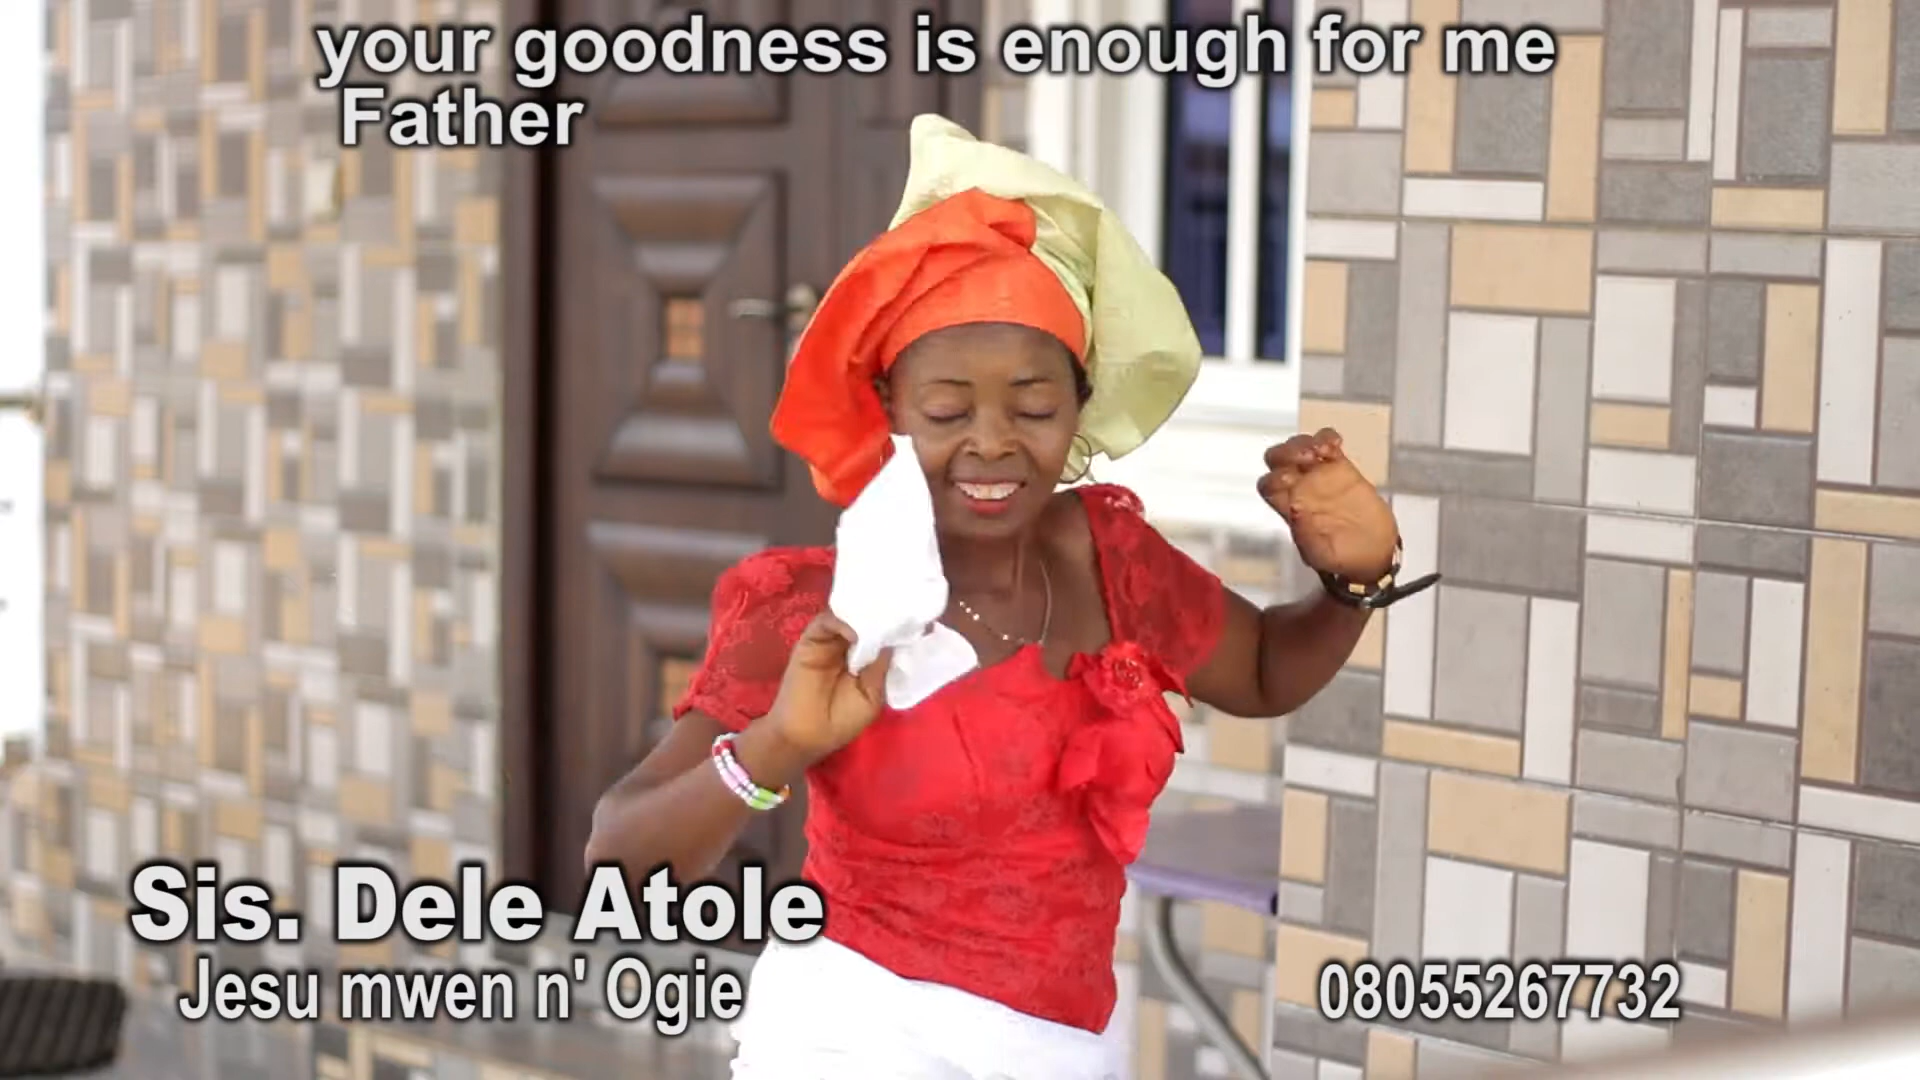 your goodness is enough for me
Father
Sis. Dele Atole
Jesu mwen n' Ogie
08055267732